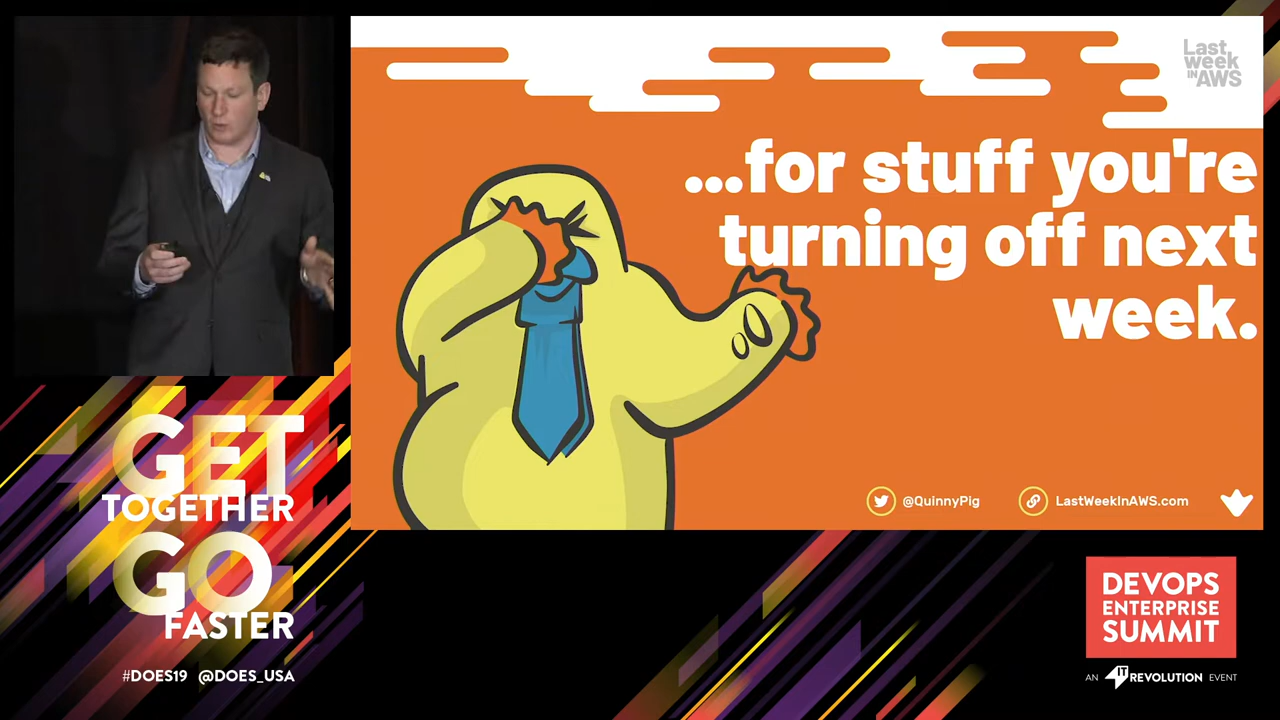 Last
week
IN AWS
...for stuff you're
turning off next
week.
@QuinnyPig
LastWeekInAWS.com
GET
TOGETHER
GO
FASTER
#DOES19 @DOES_USA
DEVOPS
ENTERPRISE
SUMMIT
AN IT REVOLUTION EVENT